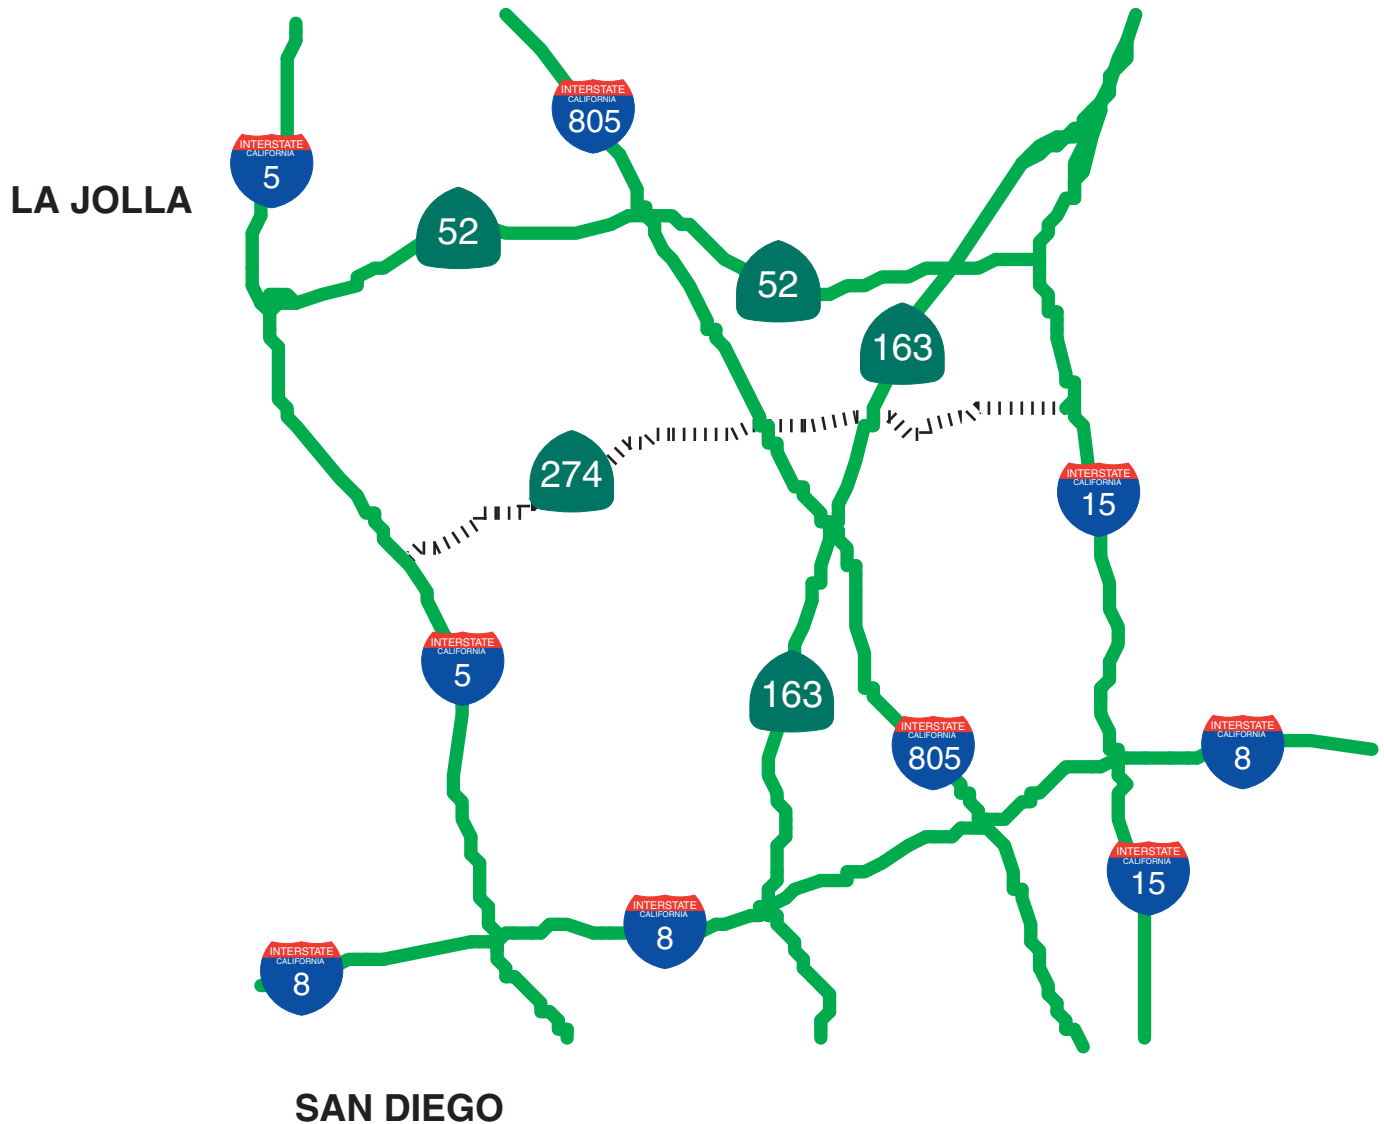 INTERSTATE
CALIFORNIA
805
INTERSTATE
CALIFORNIA
5
LA JOLLA
52
52
163
274
INTERSTATE
CALIFORNIA
15
INTERSTATE
CALIFORNIA
5
163
INTERSTATE
CALIFORNIA
805
INTERSTATE
CALIFORNIA
8
INTERSTATE
CALIFORNIA
15
INTERSTATE
CALIFORNIA
8
INTERSTATE
CALIFORNIA
8
SAN DIEGO